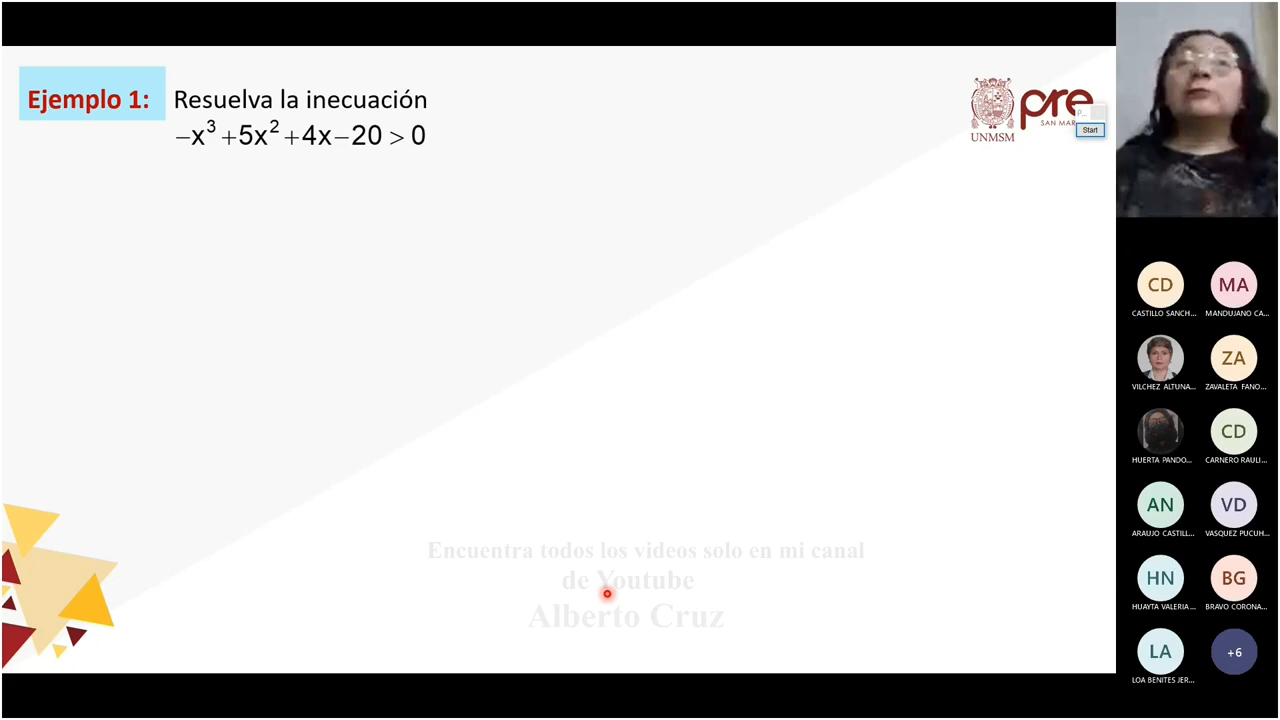 Ejemplo 1: Resuelva la inecuación
−x³+5x²+4x−20 > 0
UNMSM
pre
SAN MAR
P...
Start
Encuentra todos los videos solo en mi canal
de Youtube
Alberto Cruz
CD
MA
CASTILLO SANCH...
MANDUJANO CA...
ZA
VILCHEZ ALTUNA...
ZAVALETA FANO...
CD
HUERTA PANDO...
CARNERO RAULI...
AN
VD
ARAUJO CASTILL...
VASQUEZ PUCUH...
HN
BG
HUAYTA VALERIA ...
BRAVO CORONA...
LA
+6
LOA BENITES JER...